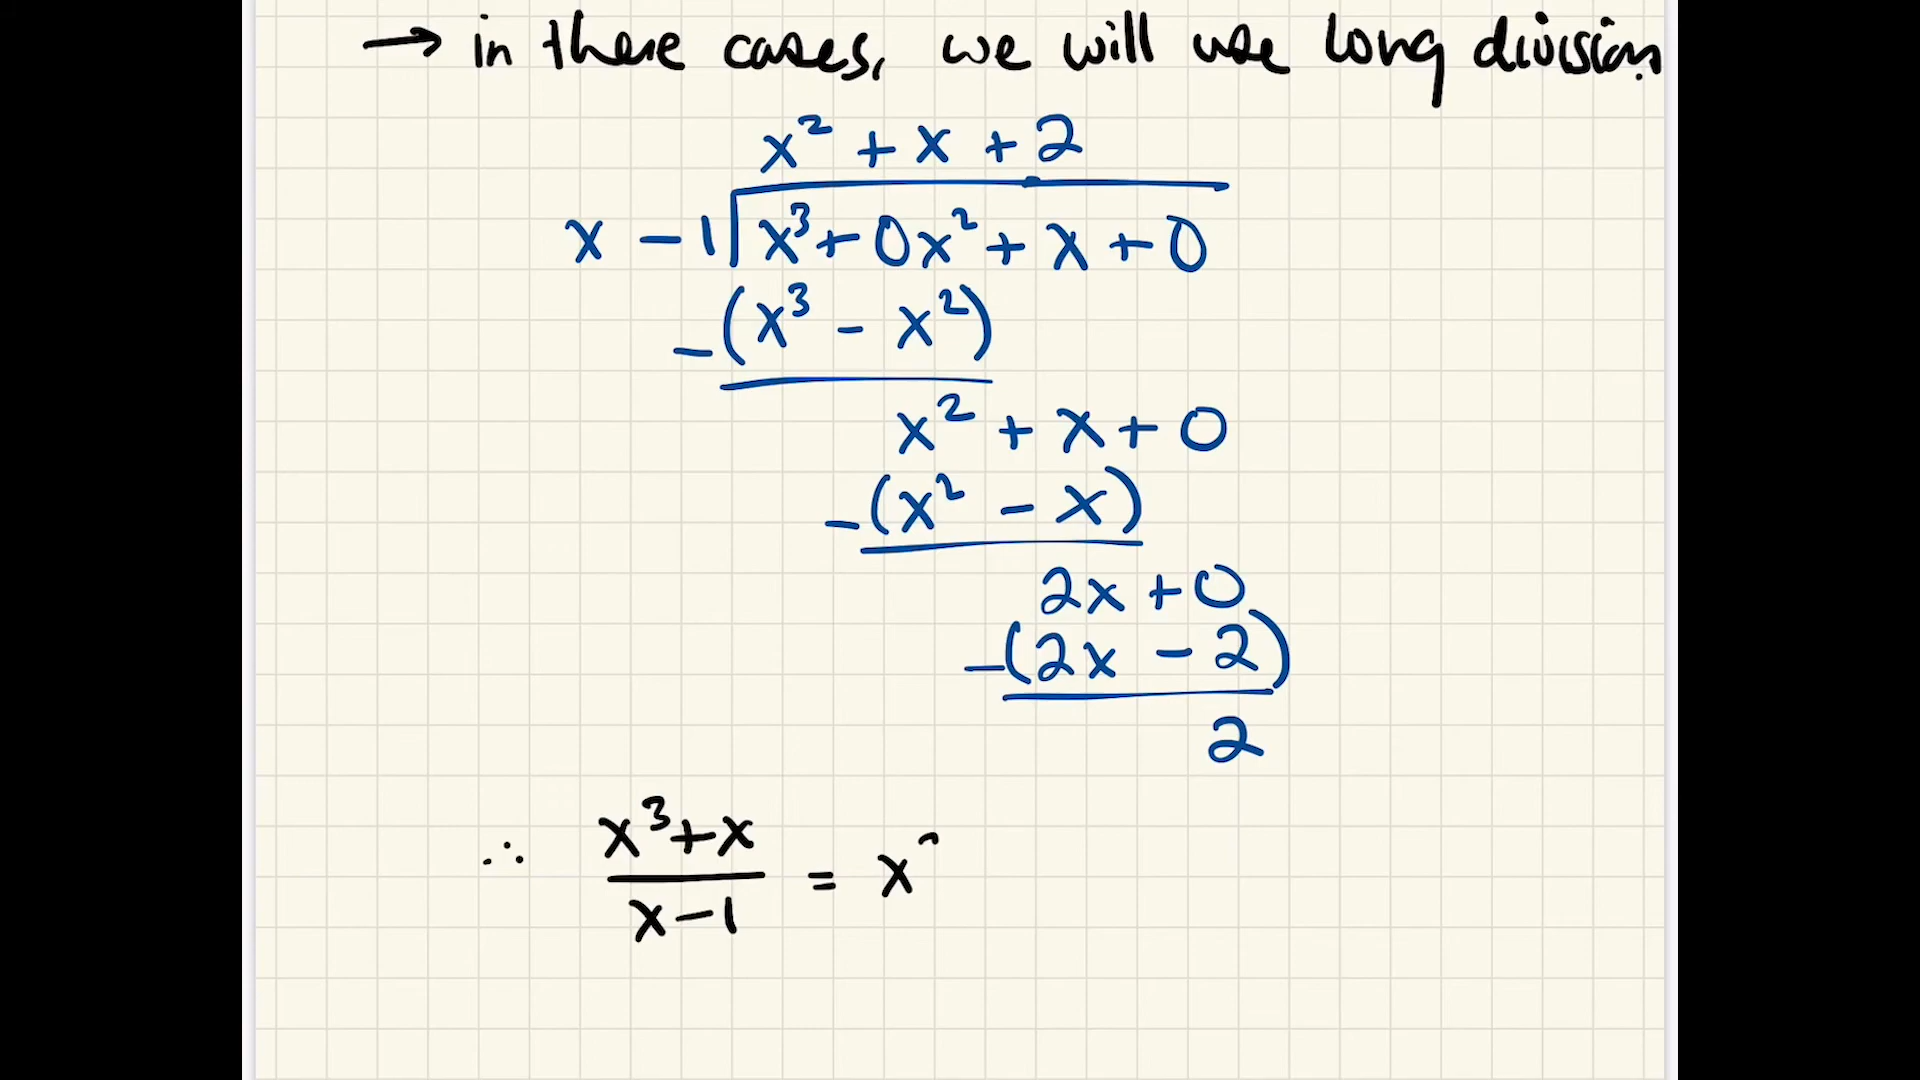 → in these cases, we will use long division.
x² + x + 2
x - 1 | x³ + 0x² + x + 0
-(x³ - x²)
x² + x + 0
-(x² - x)
2x + 0
-(2x - 2)
2
∴ x³+x
= x
x-1